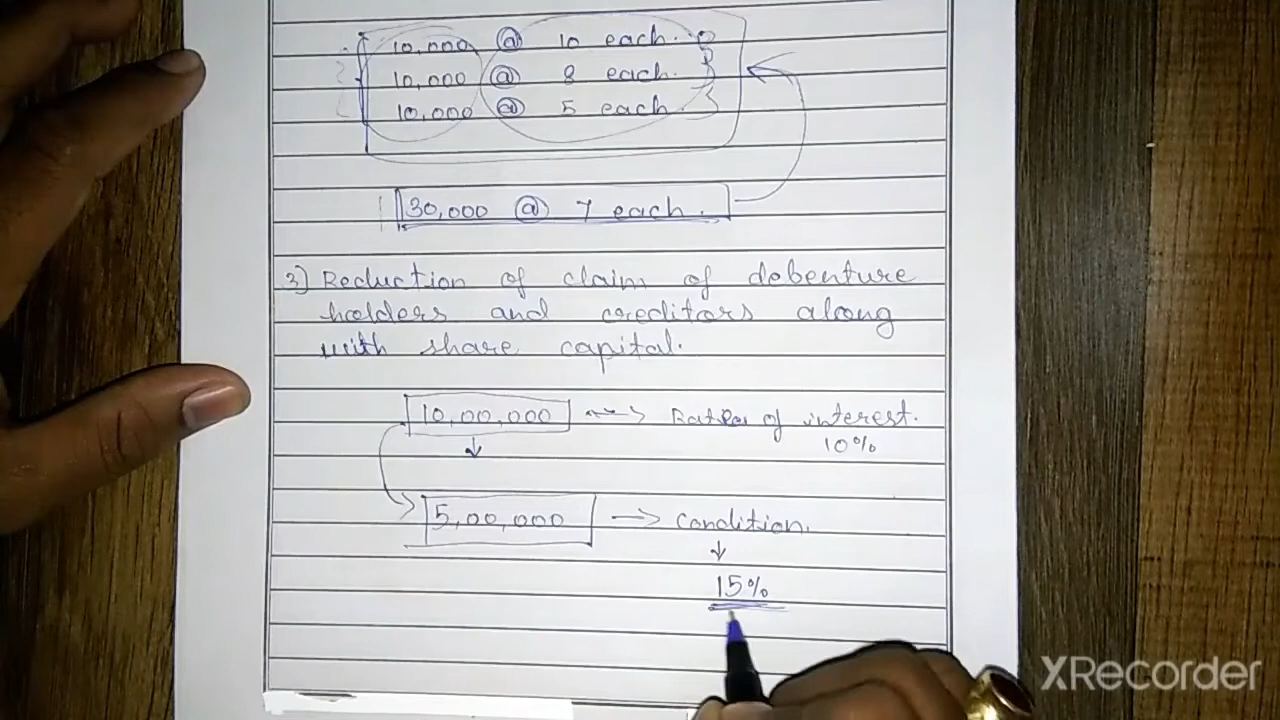 10,000 @ 10 each.
10,000 @ 8 each.
10,000 @ 5 each.
30,000 @ 7 each.
3) Reduction of claim of debenture
holders and creditors along
with share capital.
10,00,000 → of interest.
10%
5,00,000 → condition.
↓
15%
XRecorder